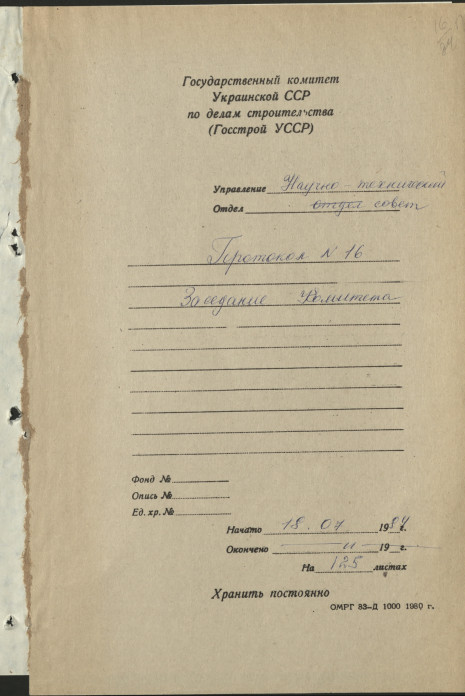 Государственный комитет
Украинской ССР
по делам строительства
(Госстрой УССР)
Управление Научно-технический
Отдел отдел совет
Протокол N 16
Заседание Комитета
Фонд №
Опись №
Ед. хр. №
Начато 18.07 1984 г.
Окончено — " — 19 г.
На 125 листах
Хранить постоянно
ОМРГ 83-Д 1000 1980 г.